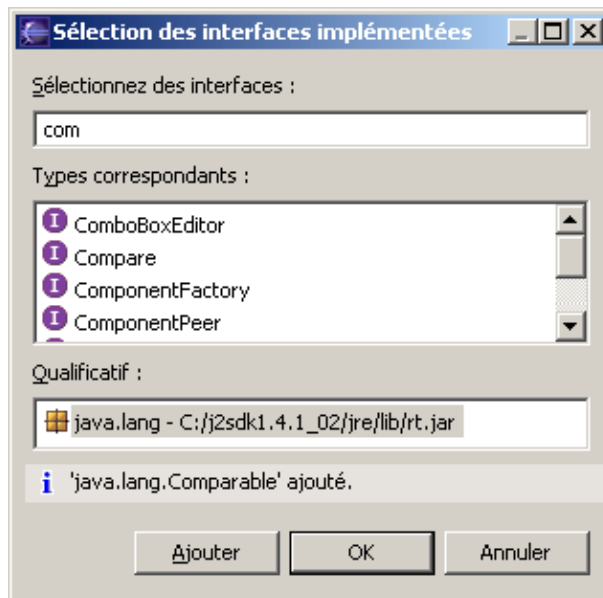 Sélection des interfaces implémentées
Sélectionnez des interfaces :
com
Types correspondants :
I ComboBoxEditor
I Compare
I ComponentFactory
I ComponentPeer
Qualificatif :
java.lang - C:/j2sdk1.4.1_02/jre/lib/rt.jar
i 'java.lang.Comparable' ajouté.
Ajouter OK Annuler